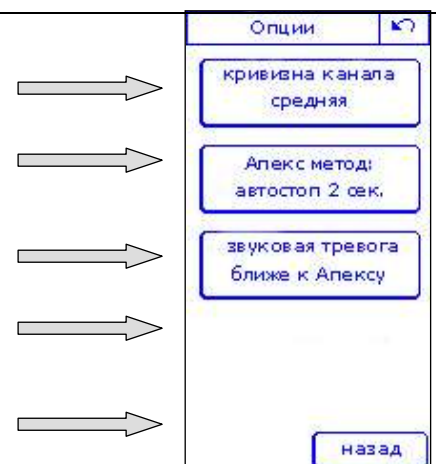 Опции
кривизна канала
средняя
Апекс метод:
автостоп 2 сек.
звуковая тревога
ближе к Апексу
назад